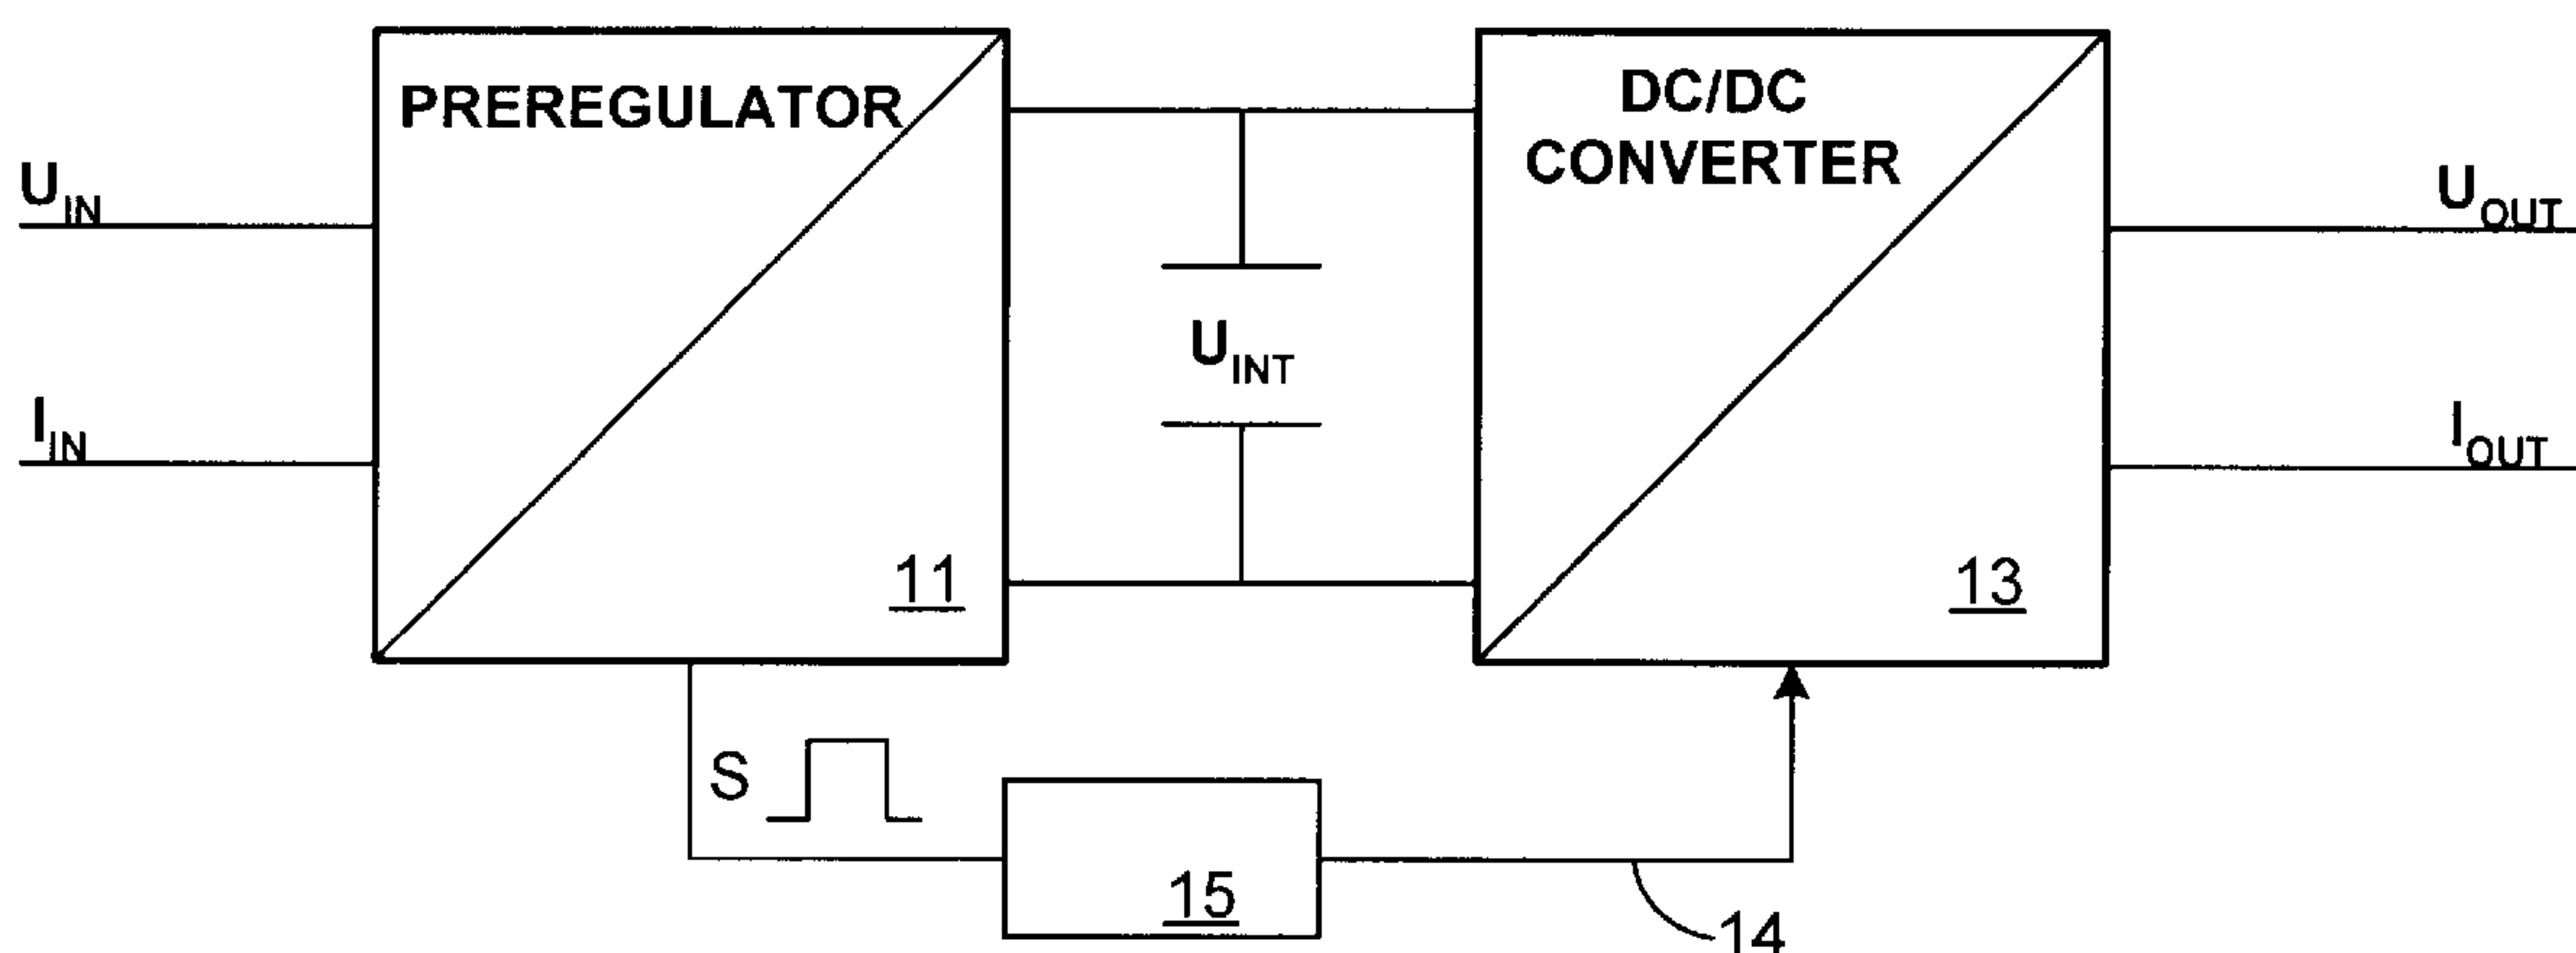 PREREGULATOR
DC/DC
CONVERTER
U_IN
U_OUT
U_INT
I_IN
I_OUT
11
13
S
15
14